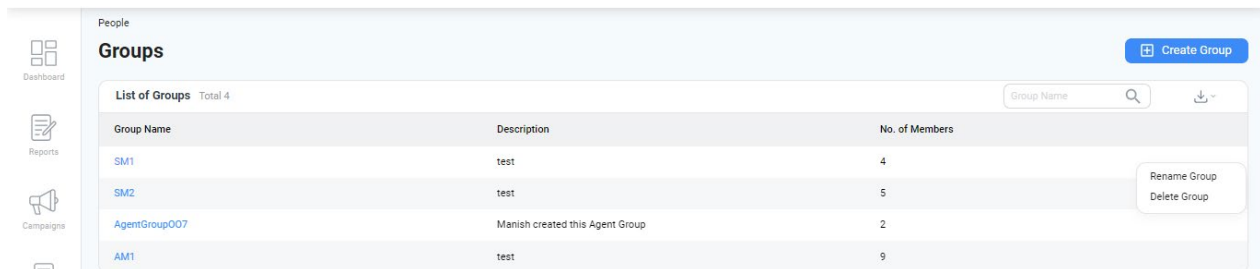 People
Groups
Create Group
Dashboard
List of Groups Total 4
Group Name
Group Name Description No. of Members
Reports
SM1 test 4
Rename Group
SM2 test 5
Delete Group
Campaigns
AgentGroup007 Manish created this Agent Group 2
AM1 test 9